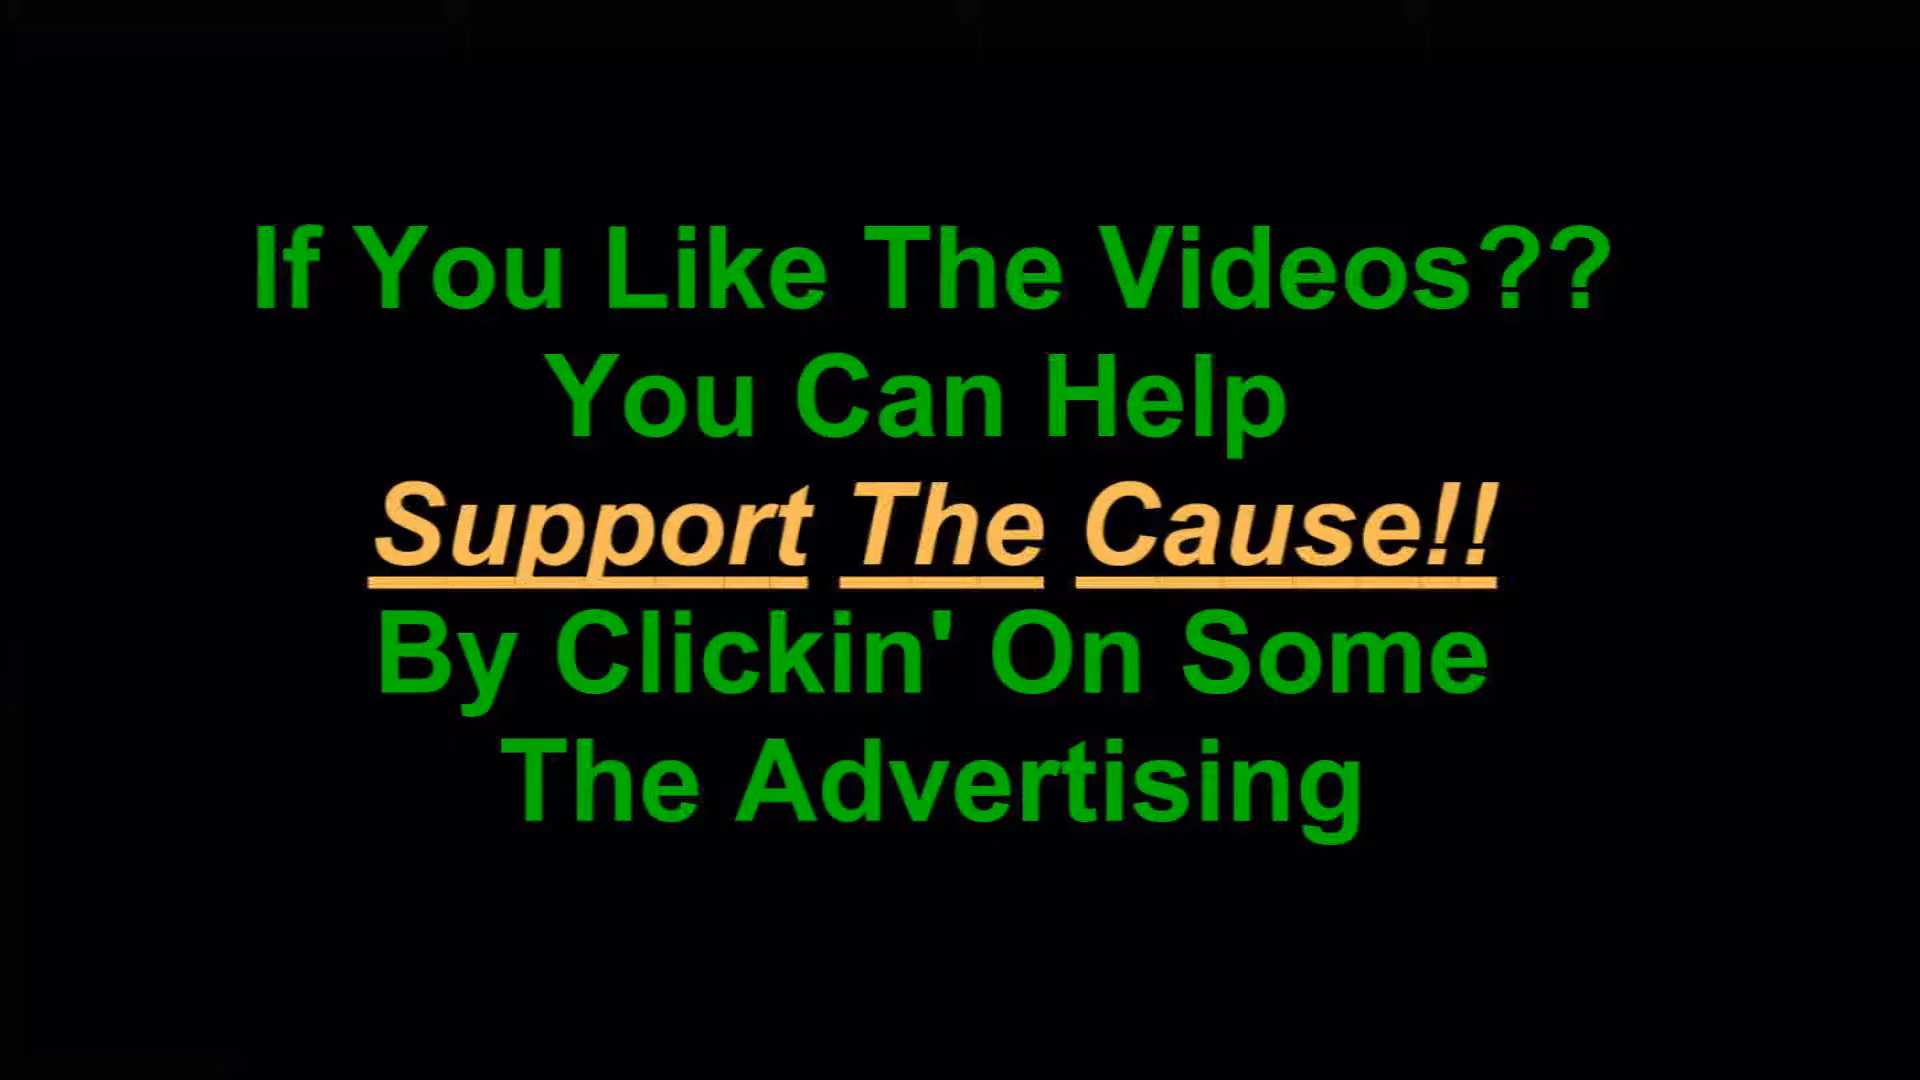 If You Like The Videos??
You Can Help
Support The Cause!!
By Clickin' On Some
The Advertising